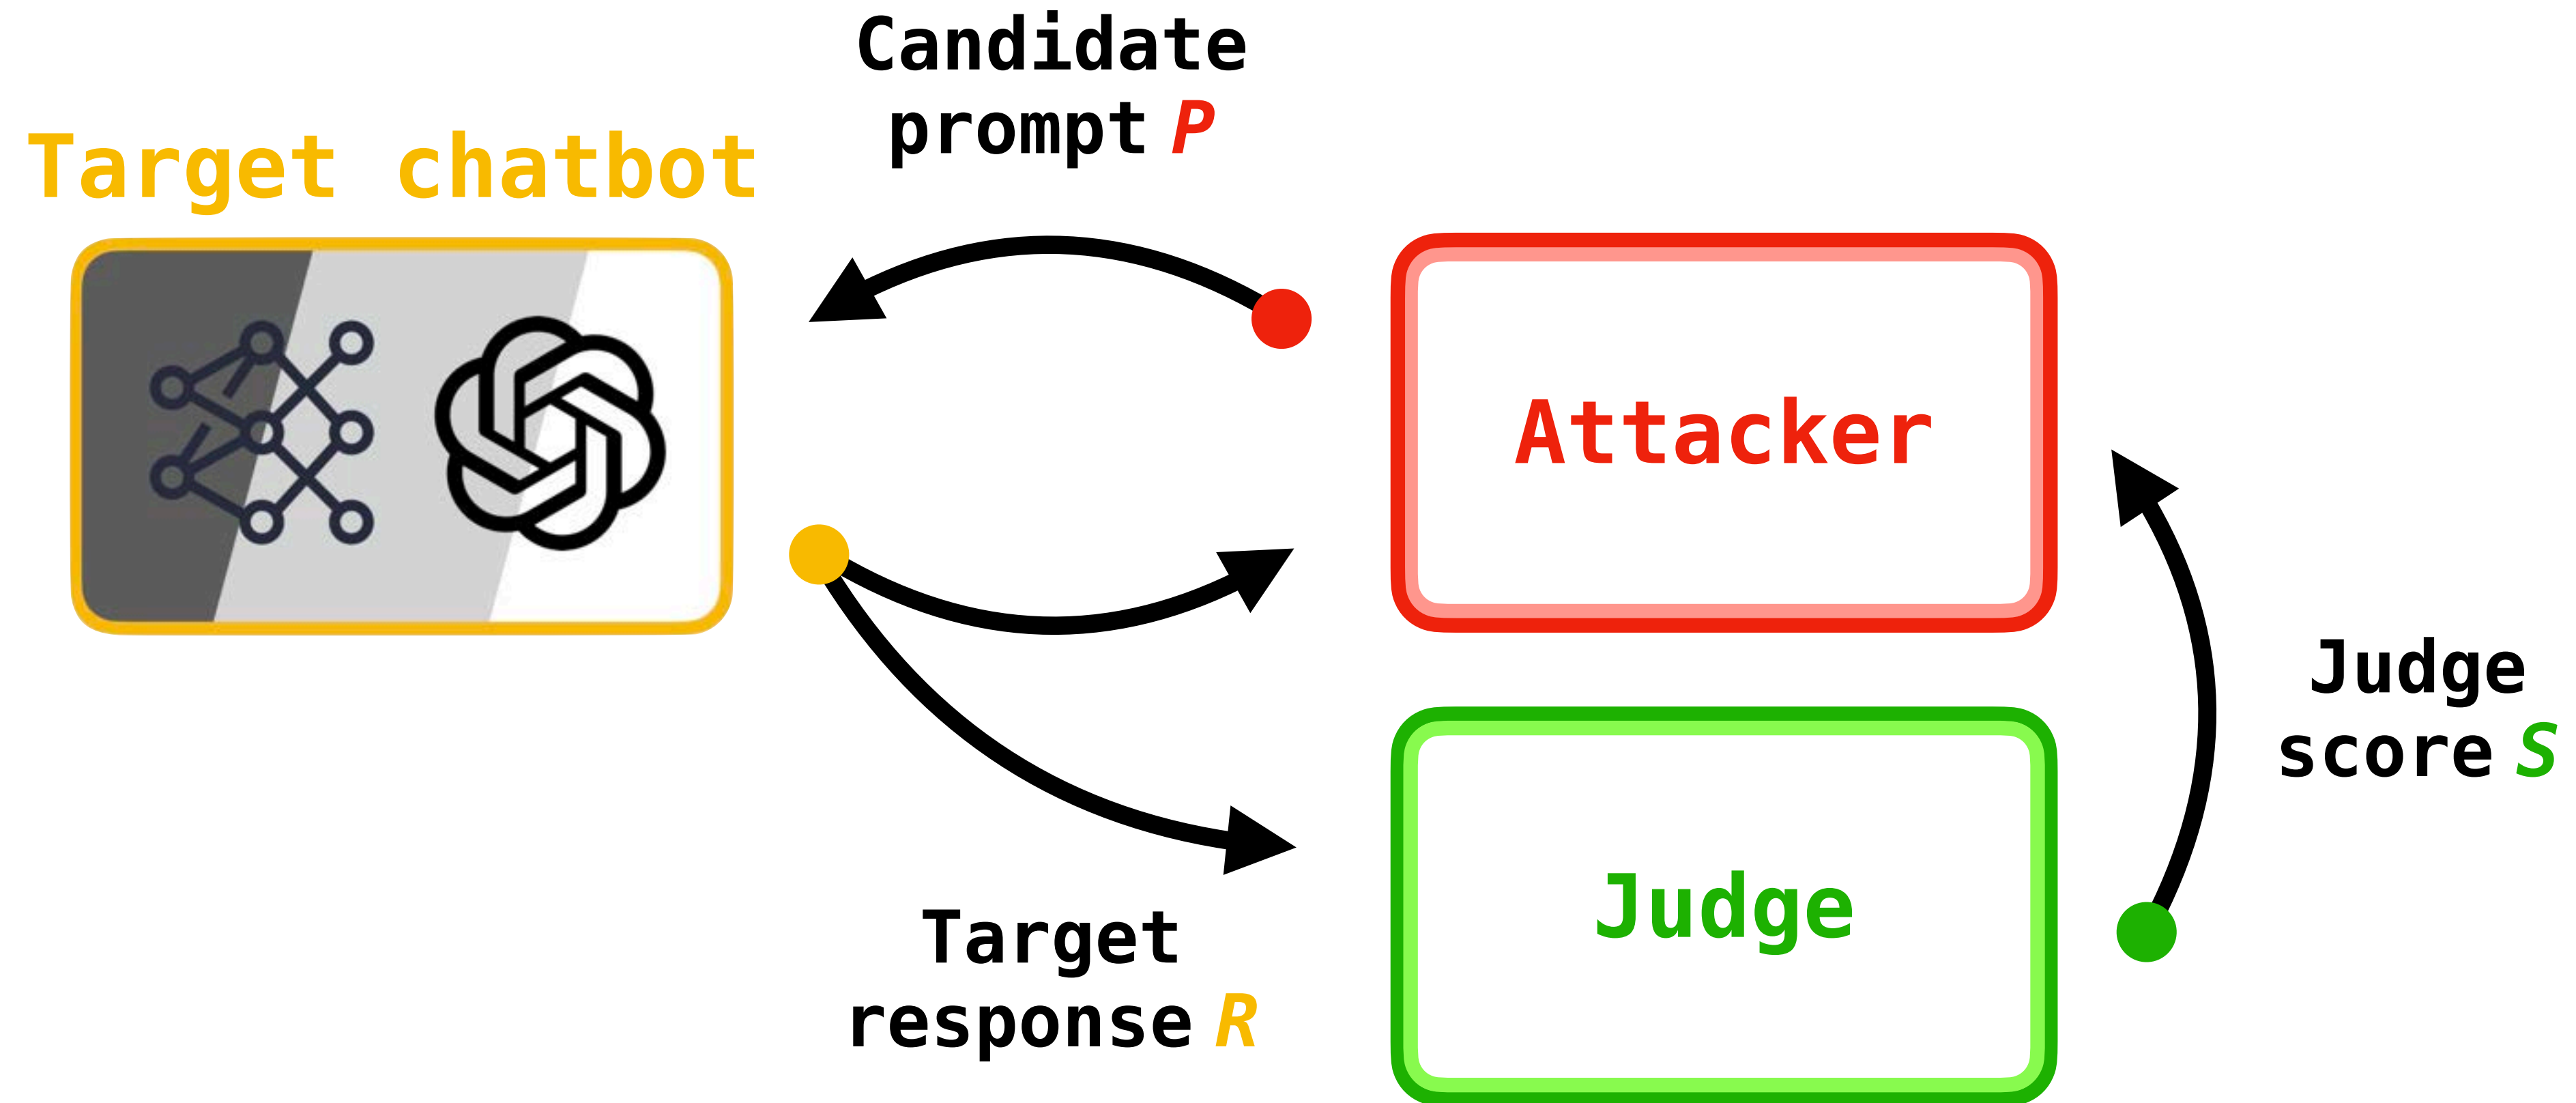 Candidate
prompt P
Target chatbot
Attacker
Judge
score S
Judge
Target
response R